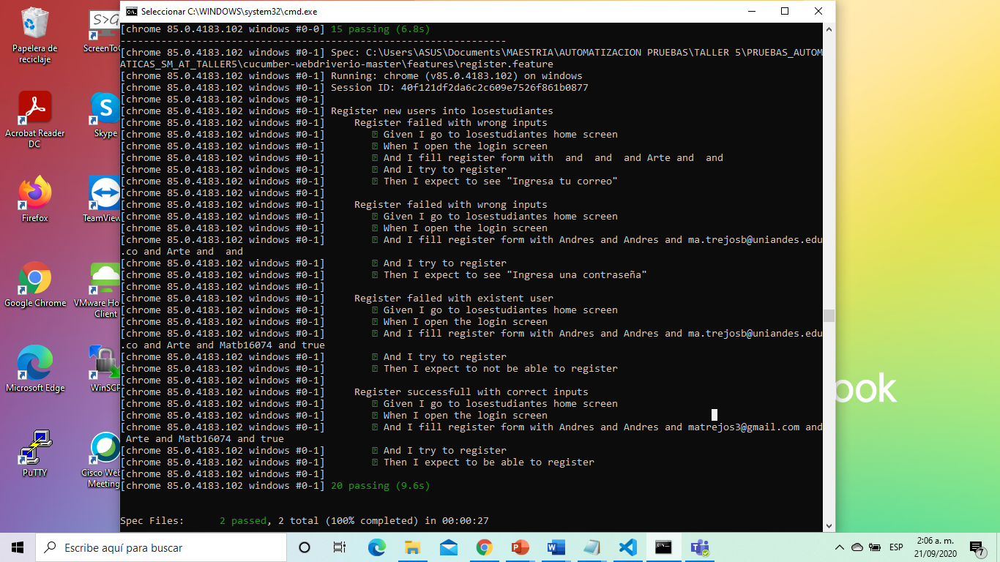 Seleccionar C:\WINDOWS\system32\cmd.exe
[chrome 85.0.4183.102 windows #0-0] 15 passing (6.8s)
------------------------------------------------------------------
[chrome 85.0.4183.102 windows #0-1] Spec: C:\Users\ASUS\Documents\MAESTRIA\AUTOMATIZACION PRUEBAS\TALLER 5\PRUEBAS_AUTOM
ATICAS_SM_AT_TALLER5\cucumber-webdriverio-master\features\register.feature
[chrome 85.0.4183.102 windows #0-1] Running: chrome (v85.0.4183.102) on windows
[chrome 85.0.4183.102 windows #0-1] Session ID: 40f121df2da6c2c609e7526f861b0877
[chrome 85.0.4183.102 windows #0-1]
[chrome 85.0.4183.102 windows #0-1] Register new users into losestudiantes
[chrome 85.0.4183.102 windows #0-1]     Register failed with wrong inputs
[chrome 85.0.4183.102 windows #0-1]        Given I go to losestudiantes home screen
[chrome 85.0.4183.102 windows #0-1]        When I open the login screen
[chrome 85.0.4183.102 windows #0-1]        And I fill register form with  and  and  and Arte and  and
[chrome 85.0.4183.102 windows #0-1]        And I try to register
[chrome 85.0.4183.102 windows #0-1]        Then I expect to see "Ingresa tu correo"
[chrome 85.0.4183.102 windows #0-1]
[chrome 85.0.4183.102 windows #0-1]     Register failed with wrong inputs
[chrome 85.0.4183.102 windows #0-1]        Given I go to losestudiantes home screen
[chrome 85.0.4183.102 windows #0-1]        When I open the login screen
[chrome 85.0.4183.102 windows #0-1]        And I fill register form with Andres and Andres and ma.trejosb@uniandes.edu
.co and Arte and  and
[chrome 85.0.4183.102 windows #0-1]        And I try to register
[chrome 85.0.4183.102 windows #0-1]        Then I expect to see "Ingresa una contraseña"
[chrome 85.0.4183.102 windows #0-1]
[chrome 85.0.4183.102 windows #0-1]     Register failed with existent user
[chrome 85.0.4183.102 windows #0-1]        Given I go to losestudiantes home screen
[chrome 85.0.4183.102 windows #0-1]        When I open the login screen
[chrome 85.0.4183.102 windows #0-1]        And I fill register form with Andres and Andres and ma.trejosb@uniandes.edu
.co and Arte and Matb16074 and true
[chrome 85.0.4183.102 windows #0-1]        And I try to register
[chrome 85.0.4183.102 windows #0-1]        Then I expect to not be able to register
[chrome 85.0.4183.102 windows #0-1]
[chrome 85.0.4183.102 windows #0-1]     Register successfull with correct inputs
[chrome 85.0.4183.102 windows #0-1]        Given I go to losestudiantes home screen
[chrome 85.0.4183.102 windows #0-1]        When I open the login screen
[chrome 85.0.4183.102 windows #0-1]        And I fill register form with Andres and Andres and matrejos3@gmail.com and
 Arte and Matb16074 and true
[chrome 85.0.4183.102 windows #0-1]        And I try to register
[chrome 85.0.4183.102 windows #0-1]        Then I expect to be able to register
[chrome 85.0.4183.102 windows #0-1]
[chrome 85.0.4183.102 windows #0-1] 20 passing (9.6s)
Spec Files:      2 passed, 2 total (100% completed) in 00:00:27
Papelera de
reciclaje
ScreenToG
S>G
Acrobat Reader
DC
Skype
Firefox
TeamView
Google Chrome
VMware Ho
Client
Microsoft Edge
WinSCP
PuTTY
Cisco Web
Meeting
ook
Escribe aquí para buscar
ESP
2:06 a. m.
21/09/2020
7